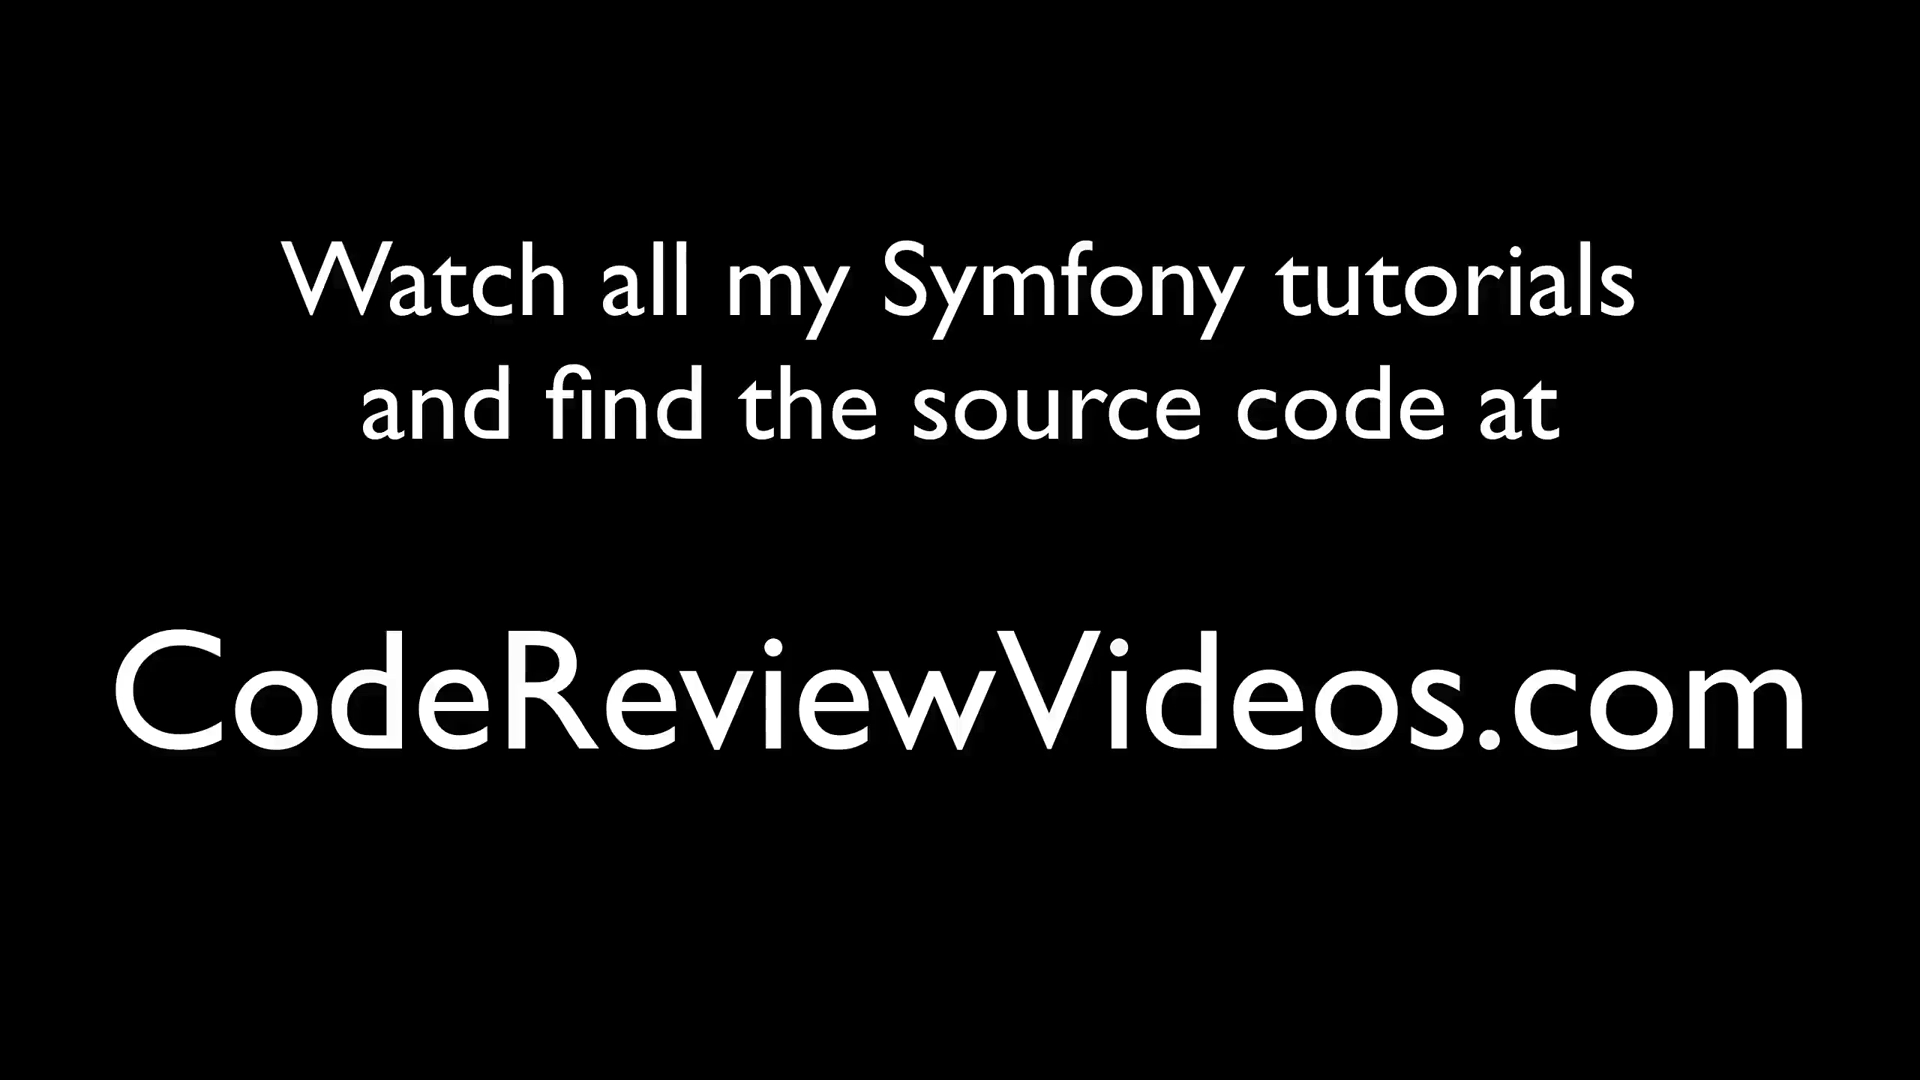 Watch all my Symfony tutorials
and find the source code at
CodeReviewVideos.com